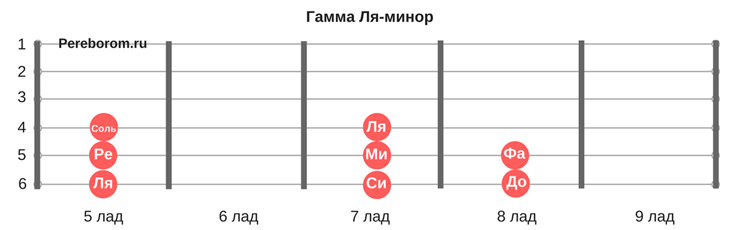 Гамма Ля-минор
1 Pereborom.ru
2
3
4 Соль Ля
5 Ре Ми Фа
6 Ля Си До
5 лад 6 лад 7 лад 8 лад 9 лад